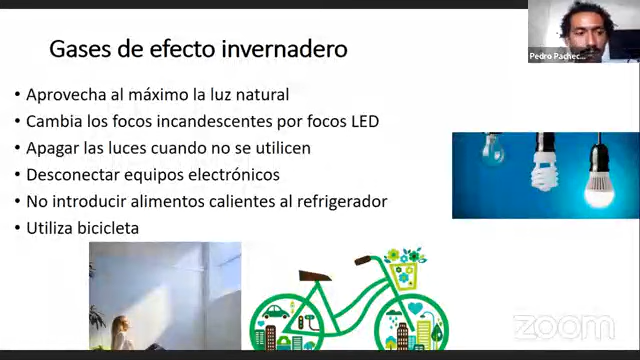 Gases de efecto invernadero
Pedro Pachec...
• Aprovecha al máximo la luz natural
• Cambia los focos incandescentes por focos LED
• Apagar las luces cuando no se utilicen
• Desconectar equipos electrónicos
• No introducir alimentos calientes al refrigerador
• Utiliza bicicleta
zoom